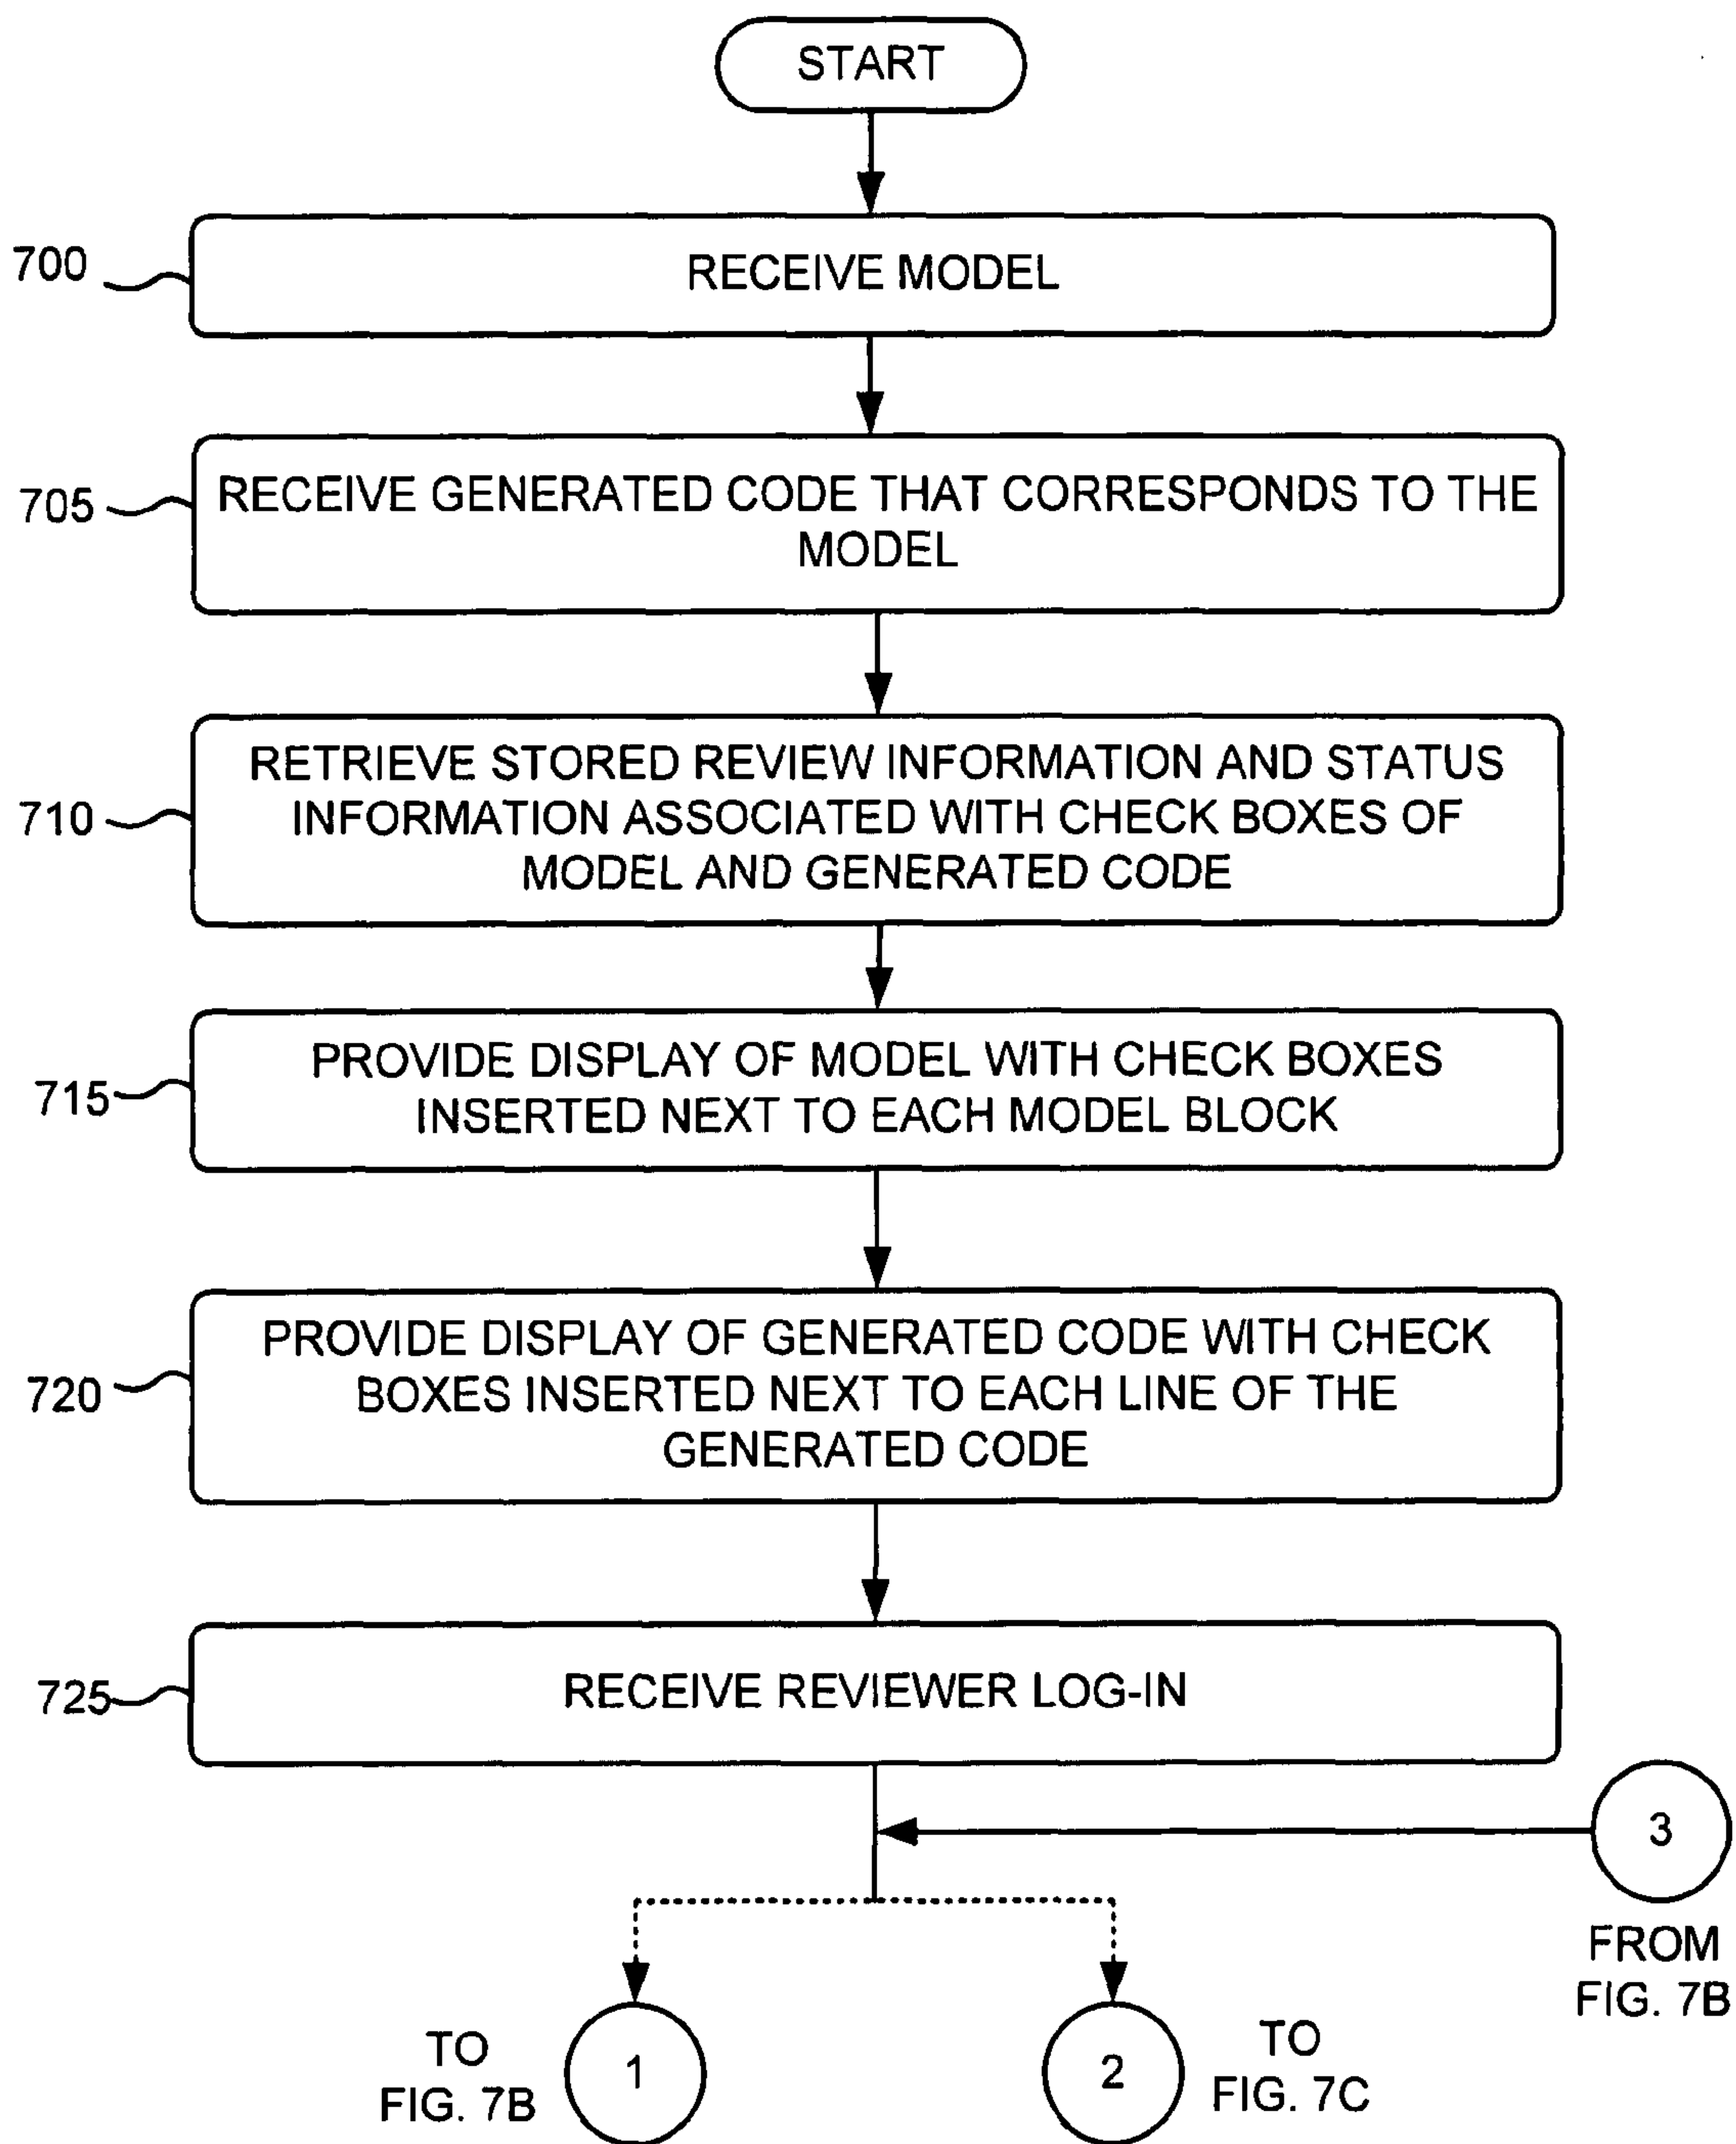 START
700
RECEIVE MODEL
705
RECEIVE GENERATED CODE THAT CORRESPONDS TO THE
MODEL
710
RETRIEVE STORED REVIEW INFORMATION AND STATUS
INFORMATION ASSOCIATED WITH CHECK BOXES OF
MODEL AND GENERATED CODE
715
PROVIDE DISPLAY OF MODEL WITH CHECK BOXES
INSERTED NEXT TO EACH MODEL BLOCK
720
PROVIDE DISPLAY OF GENERATED CODE WITH CHECK
BOXES INSERTED NEXT TO EACH LINE OF THE
GENERATED CODE
725
RECEIVE REVIEWER LOG-IN
3
FROM
FIG. 7B
TO
FIG. 7B
1
2
TO
FIG. 7C